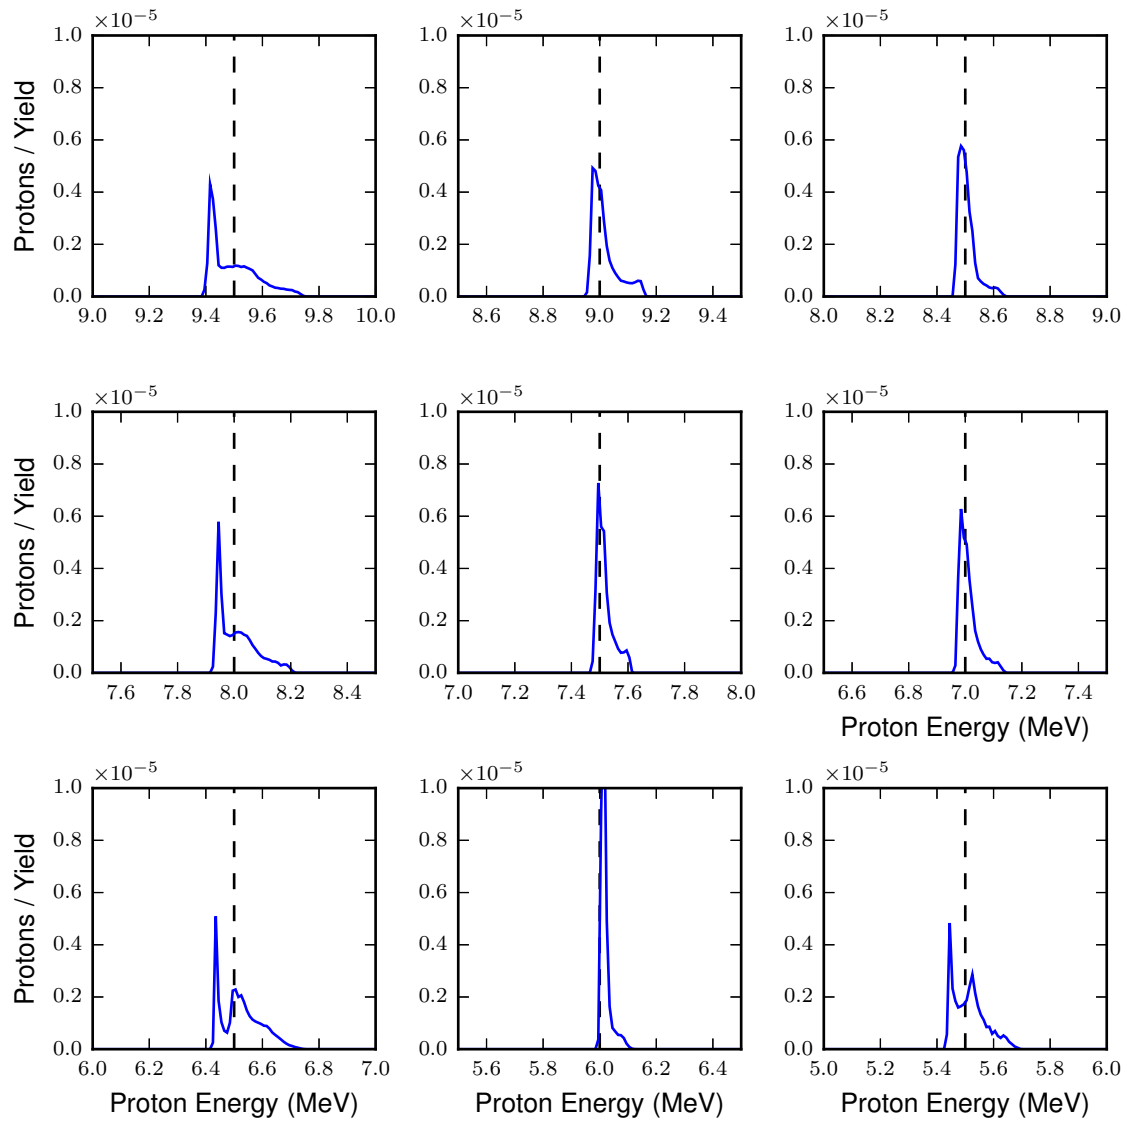 ×10⁻⁵ ×10⁻⁵ ×10⁻⁵
1.0 1.0 1.0
0.8 0.8 0.8
0.6 0.6 0.6
Protons / Yield
0.4 0.4 0.4
0.2 0.2 0.2
0.0 0.0 0.0
9.0 9.2 9.4 9.6 9.8 10.0 8.6 8.8 9.0 9.2 9.4 8.0 8.2 8.4 8.6 8.8 9.0
×10⁻⁵ ×10⁻⁵ ×10⁻⁵
1.0 1.0 1.0
0.8 0.8 0.8
0.6 0.6 0.6
Protons / Yield
0.4 0.4 0.4
0.2 0.2 0.2
0.0 0.0 0.0
7.6 7.8 8.0 8.2 8.4 7.0 7.2 7.4 7.6 7.8 8.0 6.6 6.8 7.0 7.2 7.4
Proton Energy (MeV)
×10⁻⁵ ×10⁻⁵ ×10⁻⁵
1.0 1.0 1.0
0.8 0.8 0.8
0.6 0.6 0.6
Protons / Yield
0.4 0.4 0.4
0.2 0.2 0.2
0.0 0.0 0.0
6.0 6.2 6.4 6.6 6.8 7.0 5.6 5.8 6.0 6.2 6.4 5.0 5.2 5.4 5.6 5.8 6.0
Proton Energy (MeV) Proton Energy (MeV) Proton Energy (MeV)